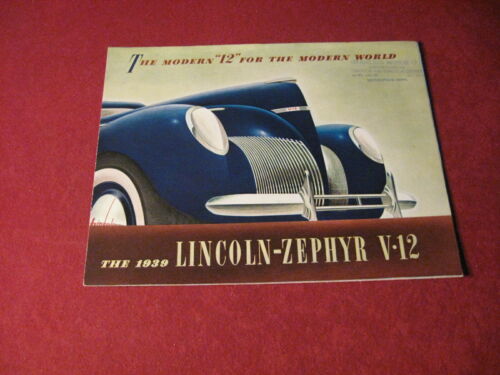 THE MODERN "12" FOR THE MODERN WORLD
THE 1939 LINCOLN-ZEPHYR V·12